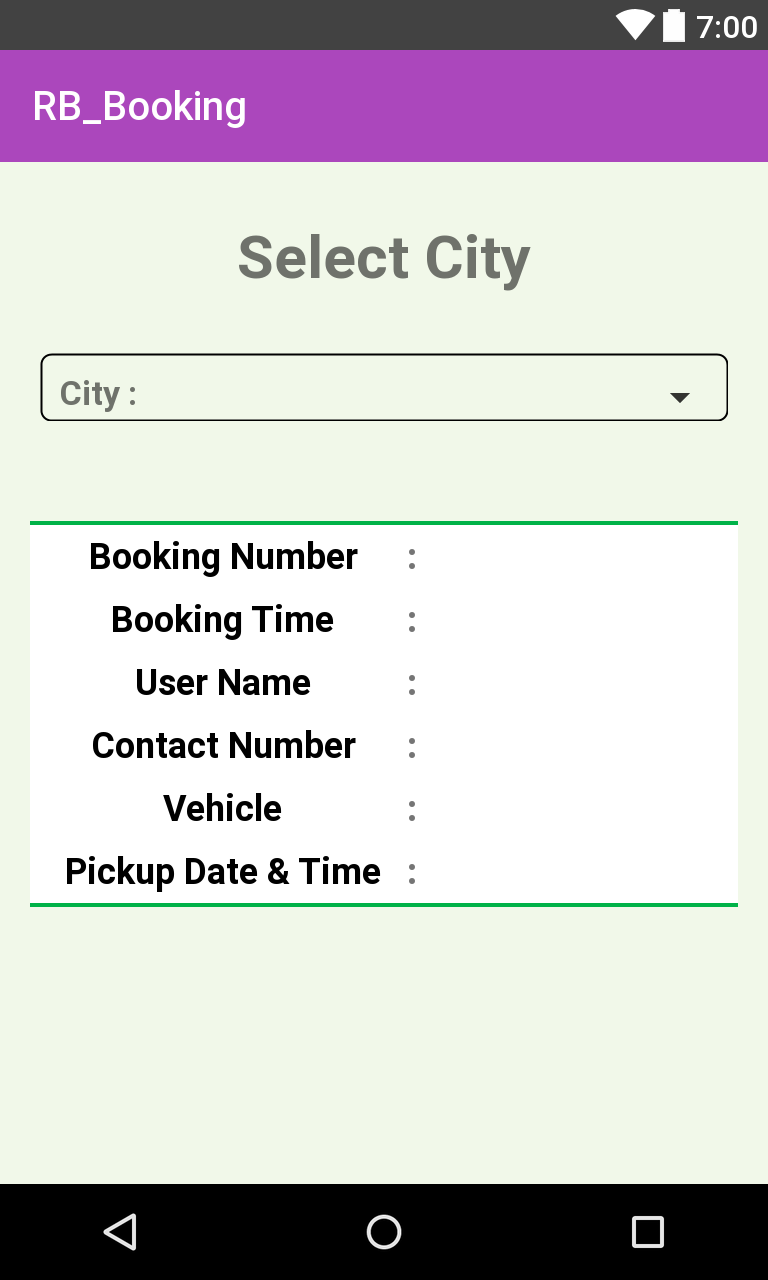 7:00
RB_Booking
Select City
City :
Booking Number :
Booking Time :
User Name :
Contact Number :
Vehicle :
Pickup Date & Time :